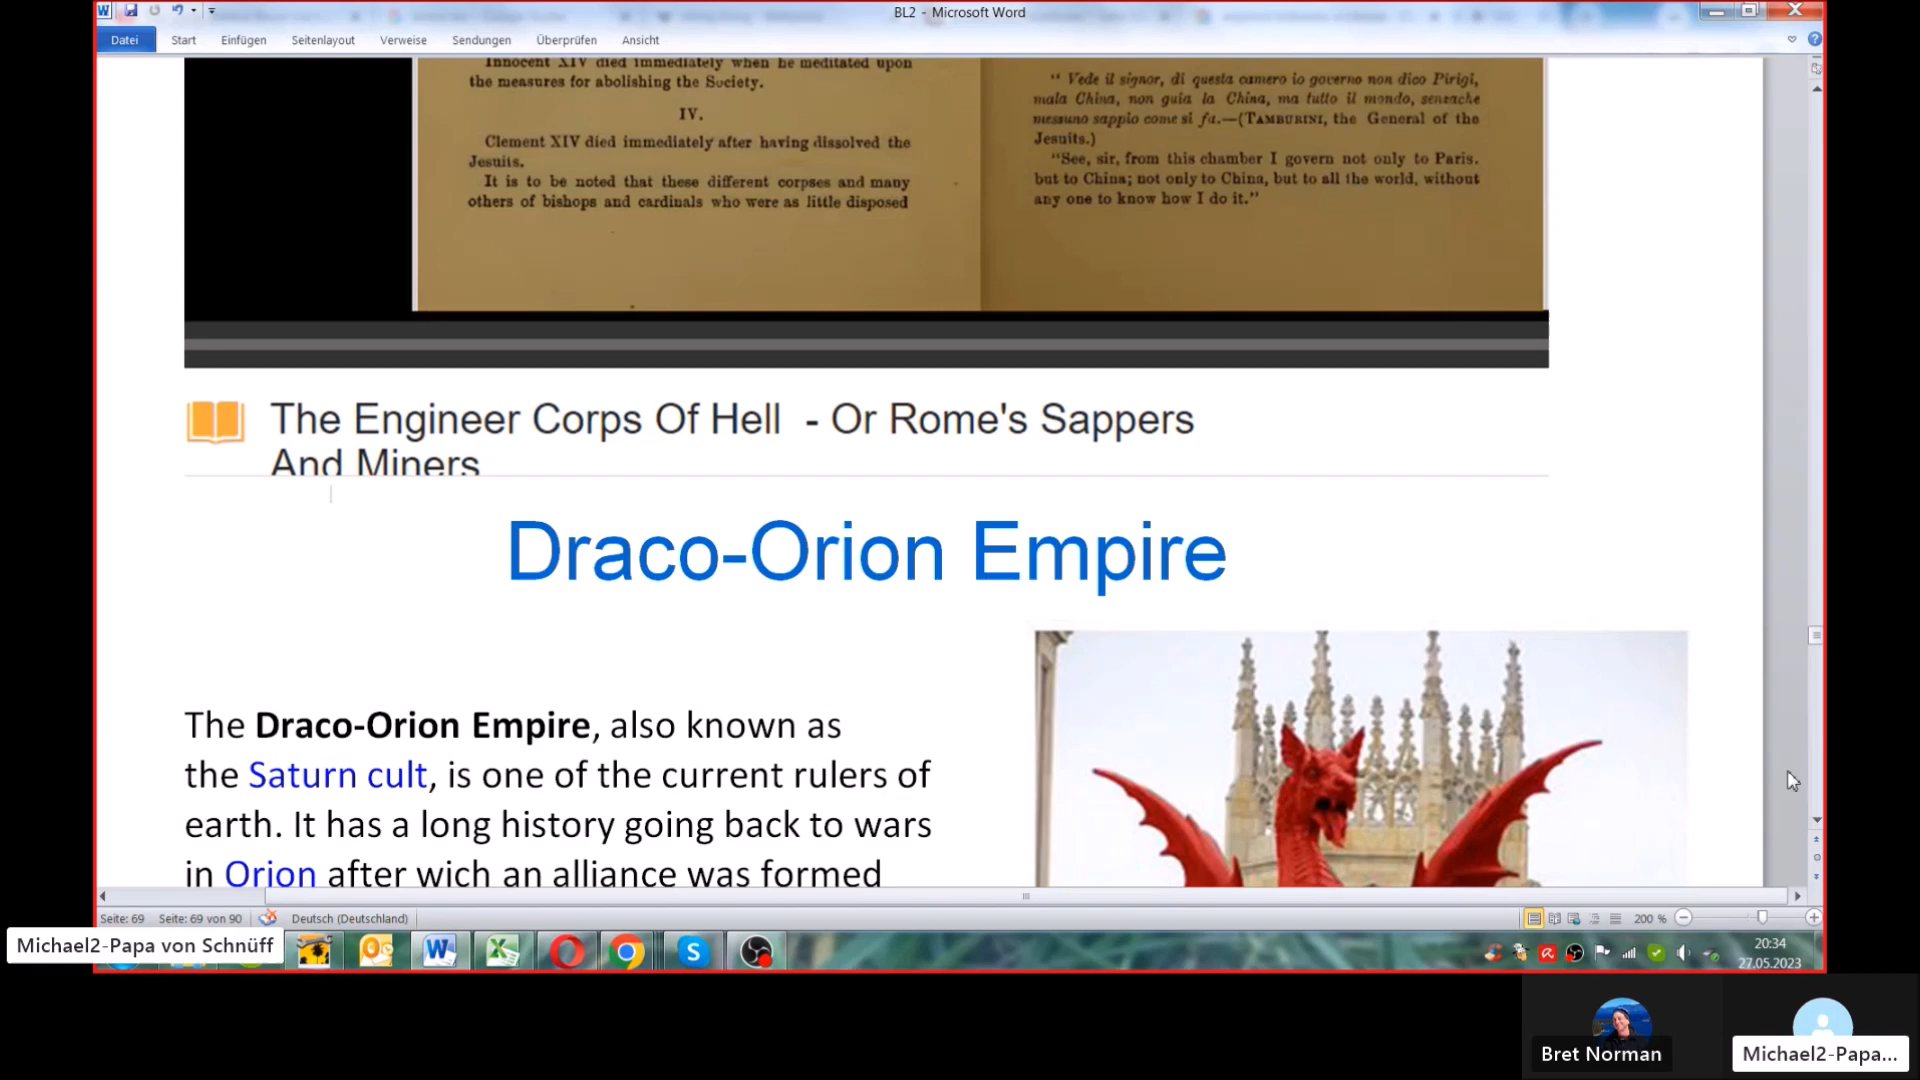 BL2 - Microsoft Word
Datei Start Einfügen Seitenlayout Verweise Sendungen Überprüfen Ansicht
Innocent XIV died immediately when he meditated upon
the measures for abolishing the Society.
IV.
Clement XIV died immediately after having dissolved the
Jesuits.
It is to be noted that these different corpses and many
others of bishops and cardinals who were as little disposed
" Vede il signor, di questa camero io governo non dico Pirigi,
mala China, non guia la China, ma tutto il mondo, senzache
messuno sappio come si fa.—(TAMBURINI, the General of the
Jesuits.)
"See, sir, from this chamber I govern not only to Paris.
but to China; not only to China, but to all the world, without
any one to know how I do it."
The Engineer Corps Of Hell - Or Rome's Sappers
And Miners
Draco-Orion Empire
The Draco-Orion Empire, also known as
the Saturn cult, is one of the current rulers of
earth. It has a long history going back to wars
in Orion after wich an alliance was formed
Seite: 69 Seite: 69 von 90 Deutsch (Deutschland) 200 %
Michael2-Papa von Schnüff
20:34
27.05.2023
Bret Norman
Michael2-Papa...